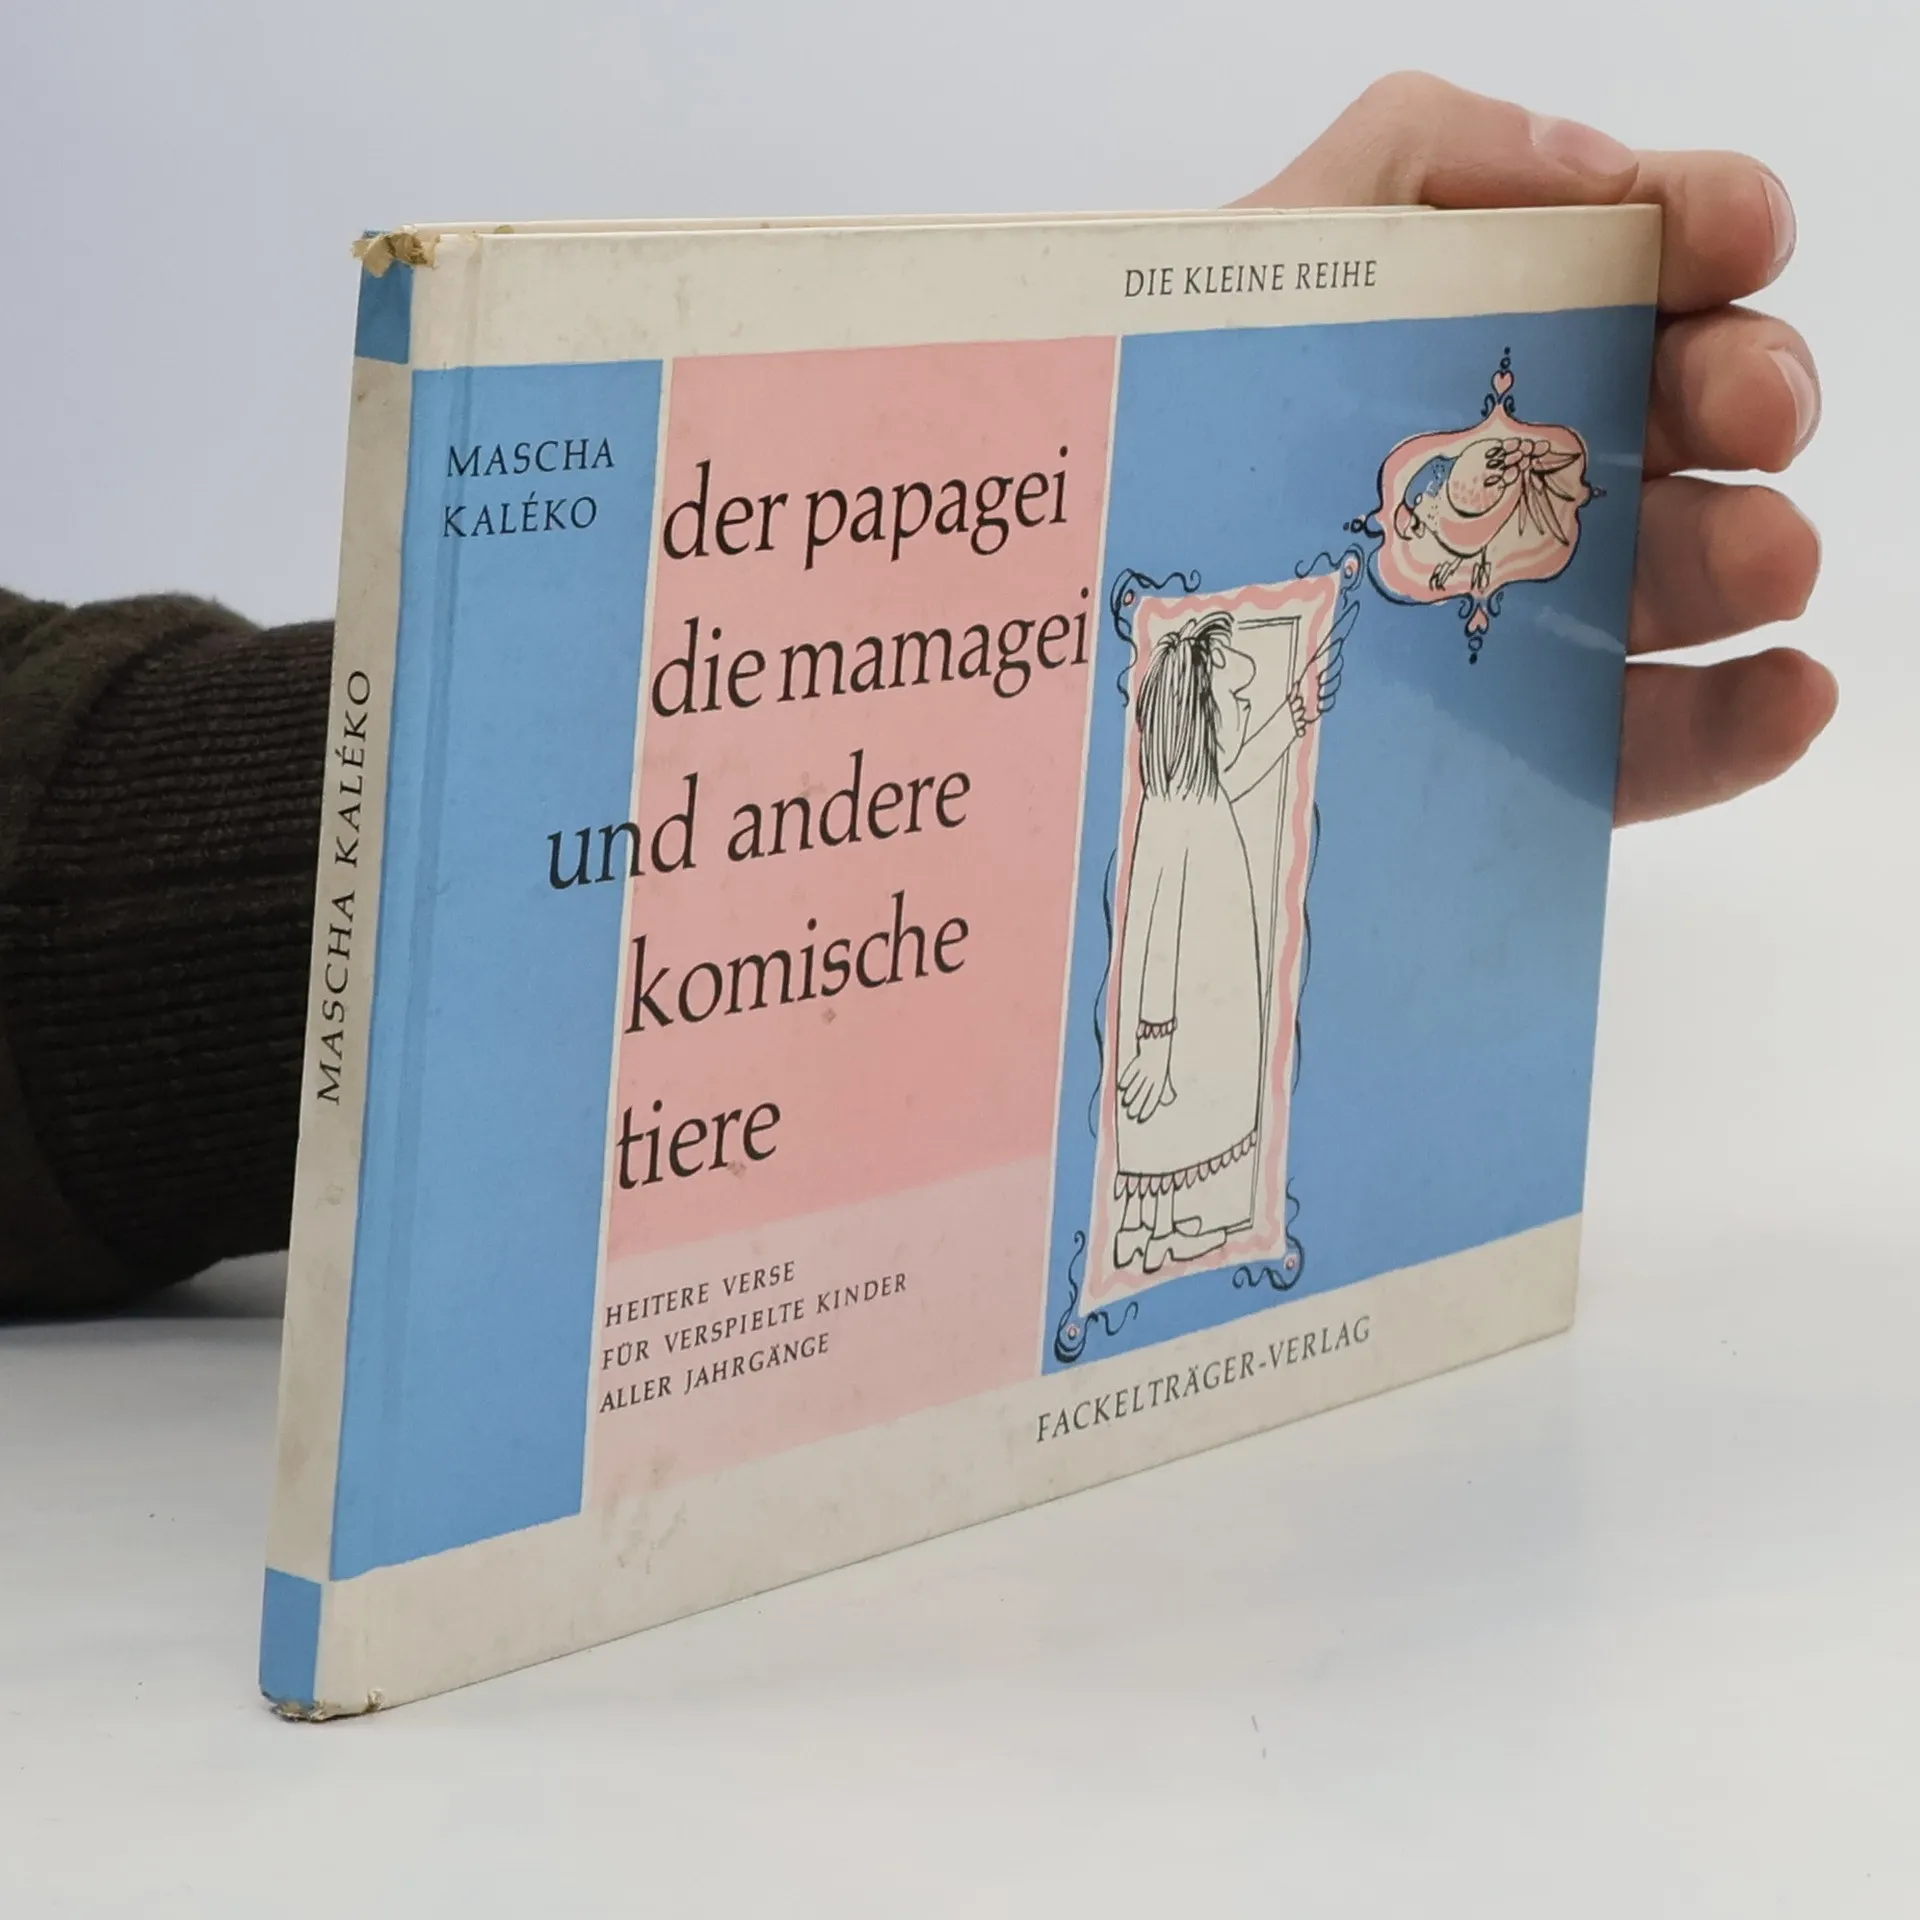 DIE KLEINE REIHE
MASCHA
KALÉKO
der papagei
die mamagei
und andere
komische
tiere
HEITERE VERSE
FÜR VERSPIELTE KINDER
ALLER JAHRGÄNGE
FACKELTRÄGER-VERLAG
MASCHA KALÉKO